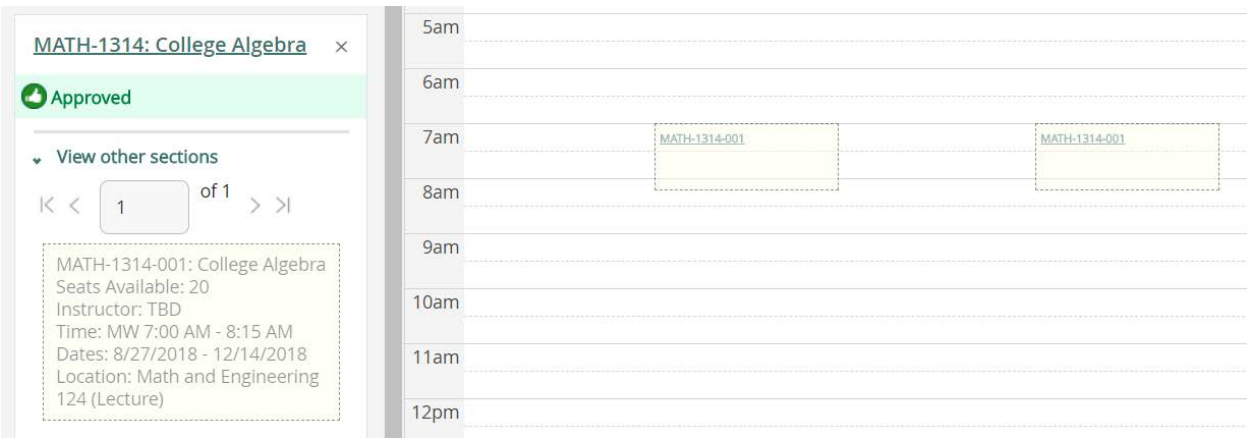 MATH-1314: College Algebra ×
Approved
View other sections
1 of 1
MATH-1314-001: College Algebra
Seats Available: 20
Instructor: TBD
Time: MW 7:00 AM - 8:15 AM
Dates: 8/27/2018 - 12/14/2018
Location: Math and Engineering
124 (Lecture)
5am
6am
7am
MATH-1314-001
MATH-1314-001
8am
9am
10am
11am
12pm